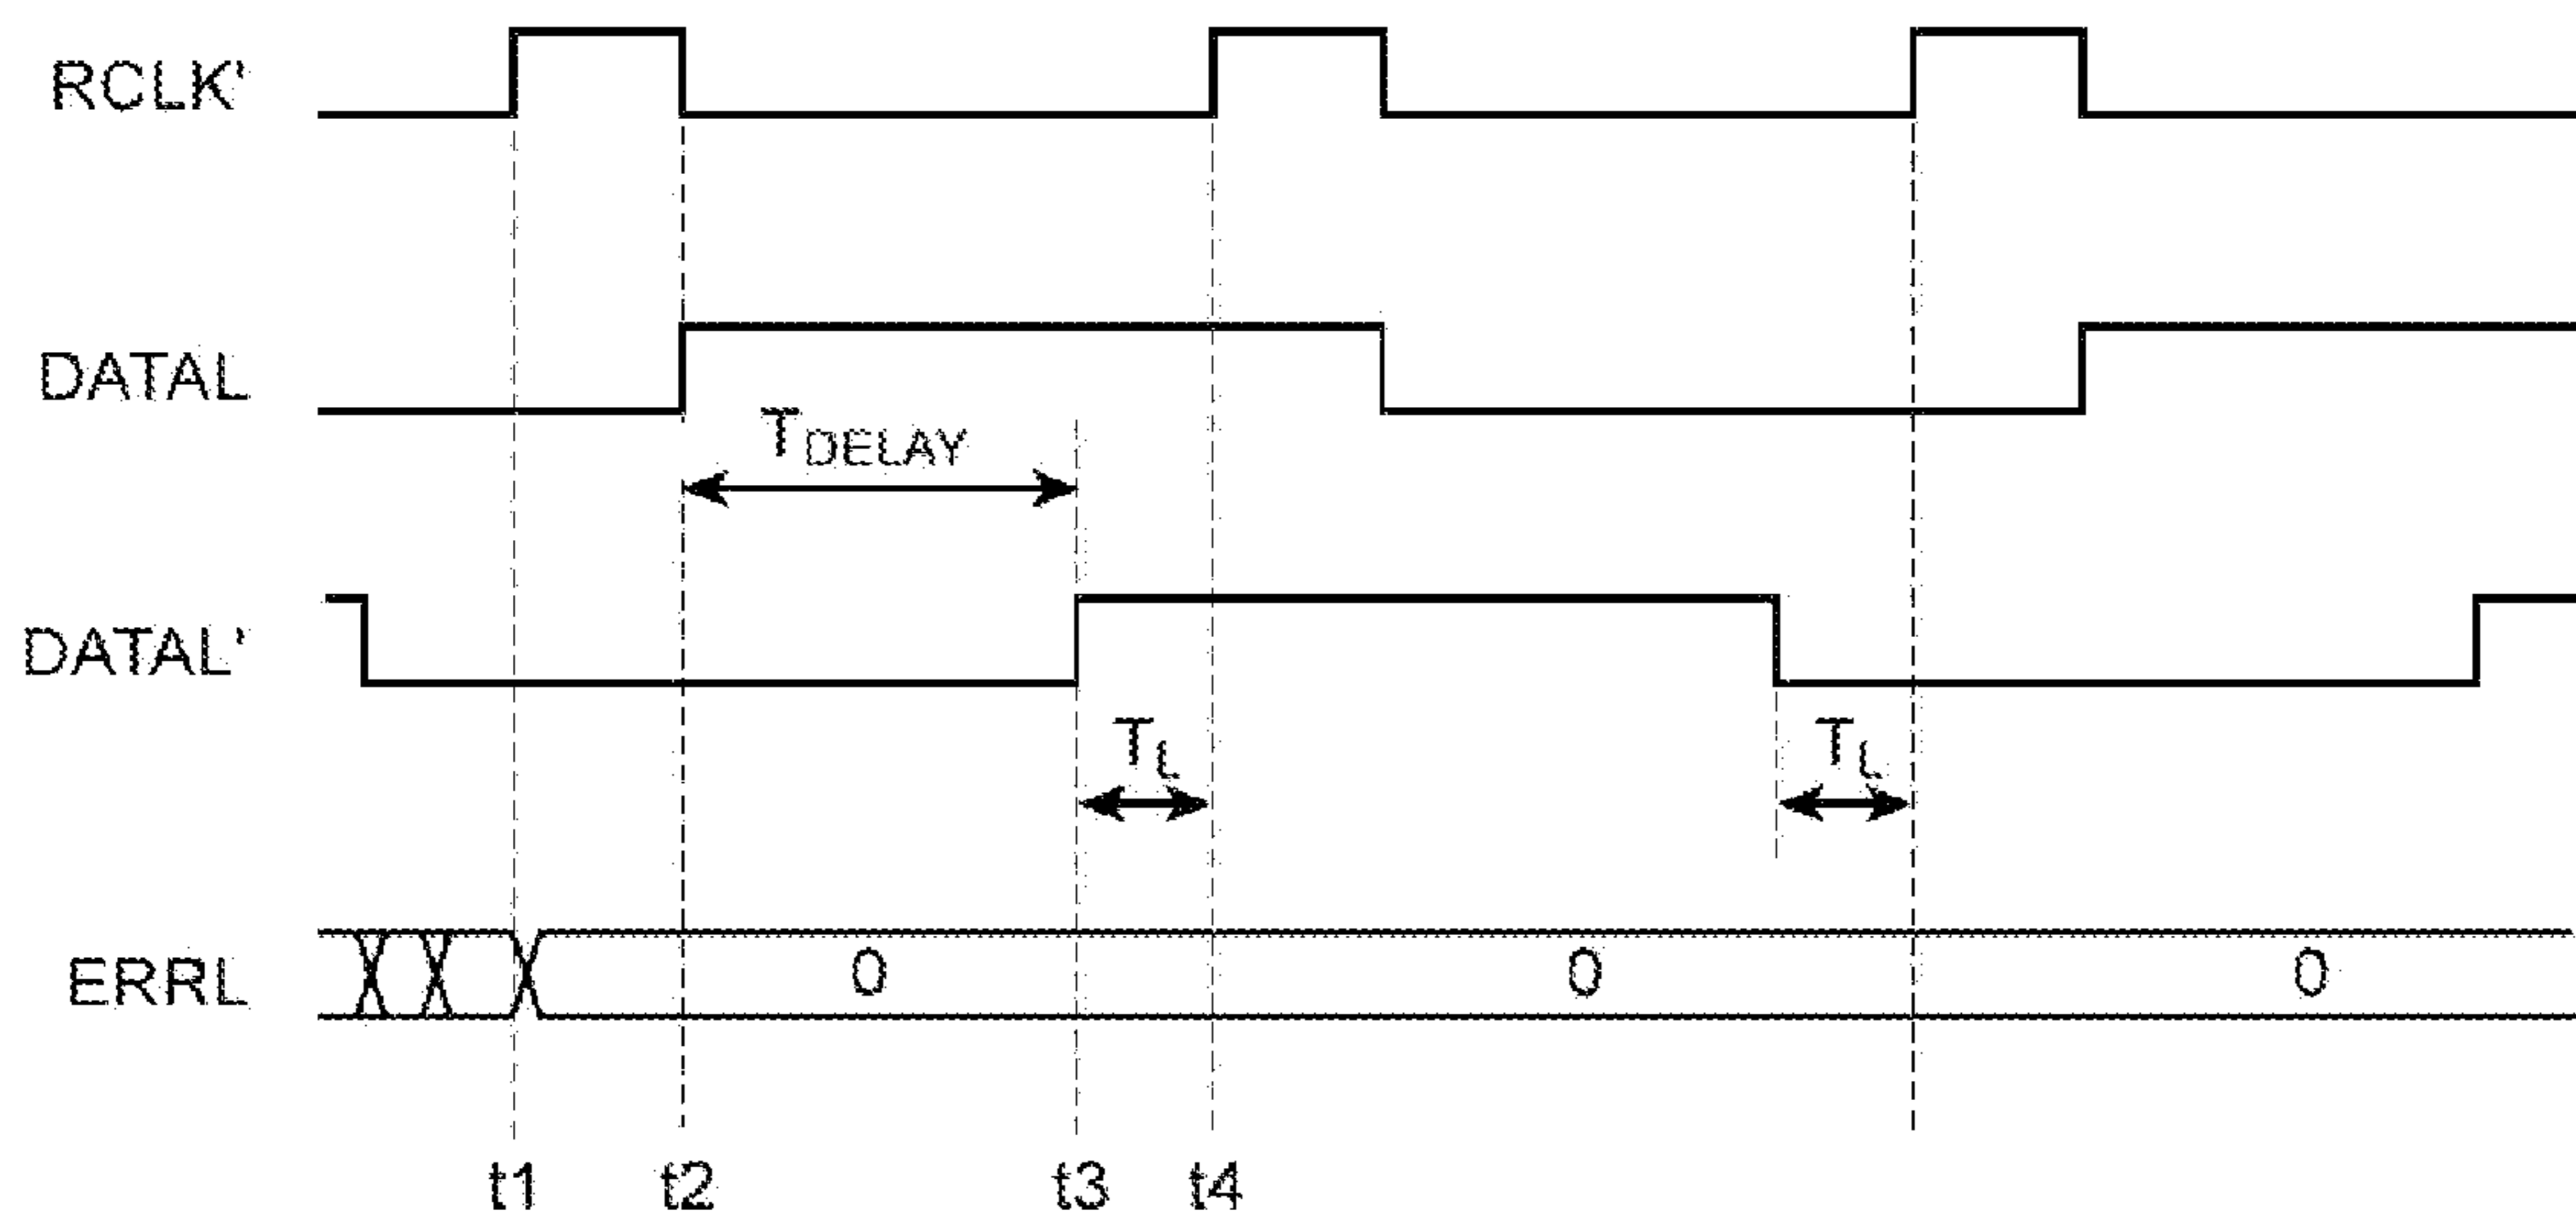 RCLK'
DATAL
TDELAY
DATAL'
TL TL
ERRL 0 0 0
t1 t2 t3 t4